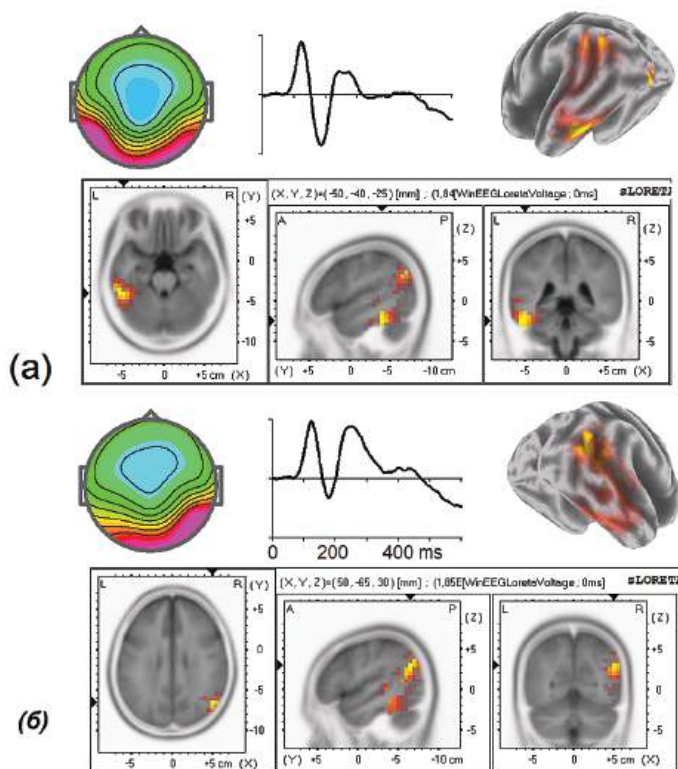 (X, Y, Z)=(-50, -40, -25) [mm] ; (1,84[WinEEGLoretaVoltage ; 0ms] sLORETA
L R (Y)
+5
0
-5
-10
-5 0 +5 cm (X)
A P (Z)
+5
0
-5
(Y) +5 0 -5 -10 cm
L R (Z)
+5
0
-5
-5 0 +5 cm (X)
(а)
0 200 400 ms
(X, Y, Z)=(50, -65, 30) [mm] ; (1,85E[WinEEGLoretaVoltage ; 0ms] sLORETA
L R (Y)
+5
0
-5
-10
-5 0 +5 cm (X)
A P (Z)
+5
0
-5
(Y) +5 0 -5 -10 cm
L R (Z)
+5
0
-5
-5 0 +5 cm (X)
(б)